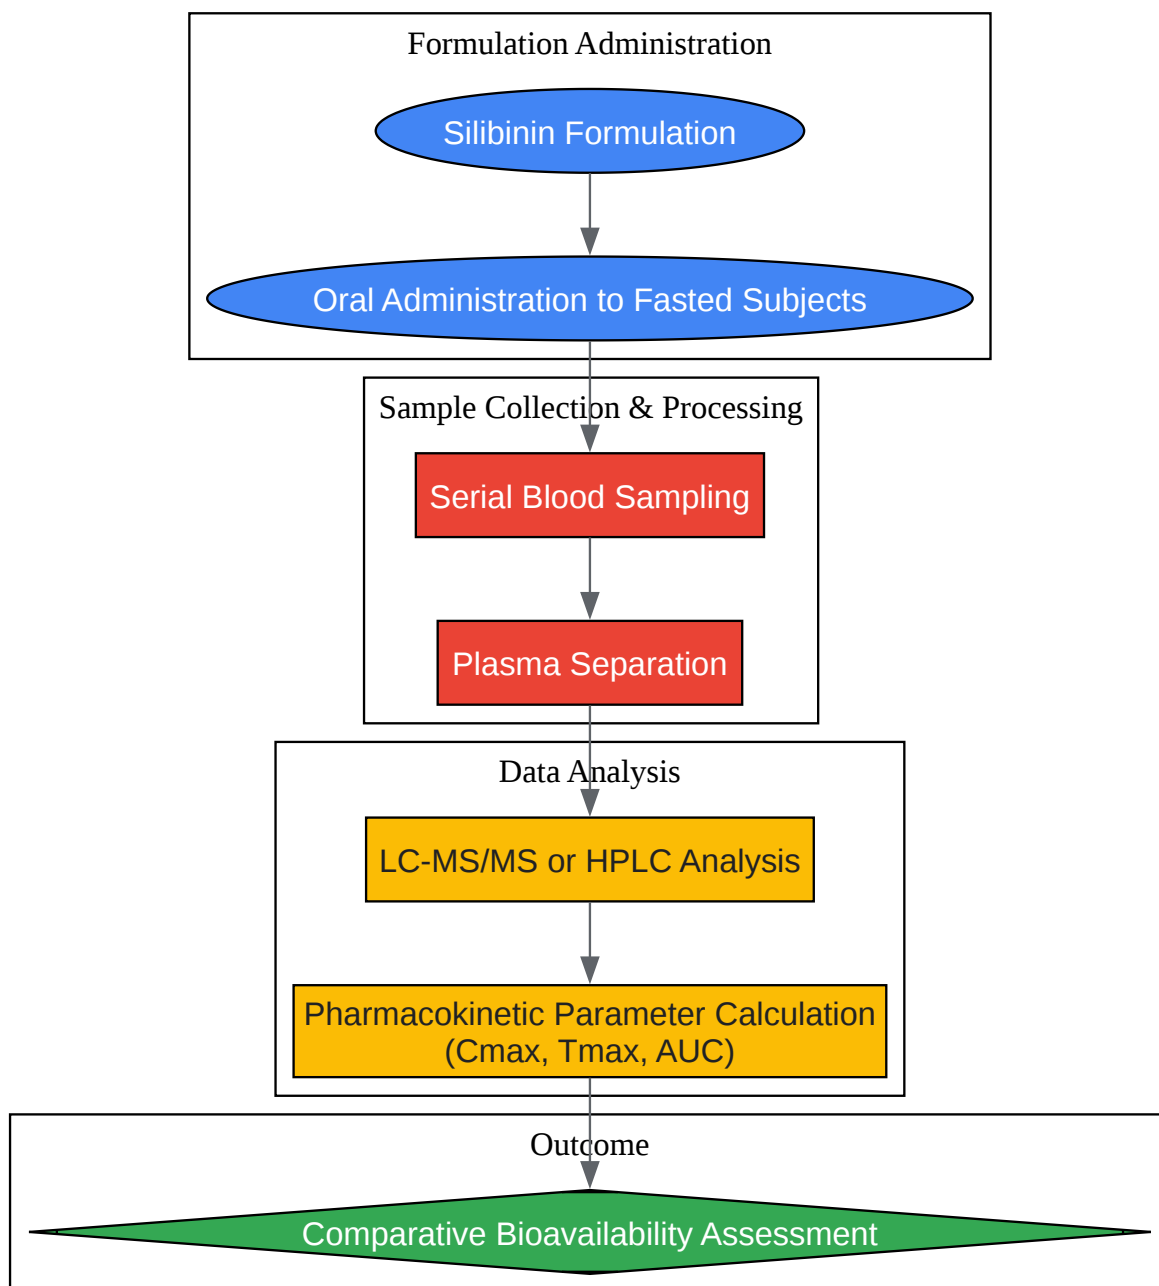 Formulation Administration
Silibinin Formulation
Oral Administration to Fasted Subjects
Sample Collection & Processing
Serial Blood Sampling
Plasma Separation
Data Analysis
LC-MS/MS or HPLC Analysis
Pharmacokinetic Parameter Calculation
(Cmax, Tmax, AUC)
Outcome
Comparative Bioavailability Assessment